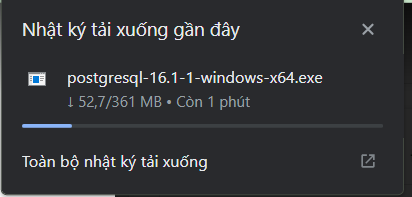 Nhật ký tải xuống gần đây
postgresql-16.1-1-windows-x64.exe
↓ 52,7/361 MB • Còn 1 phút
Toàn bộ nhật ký tải xuống